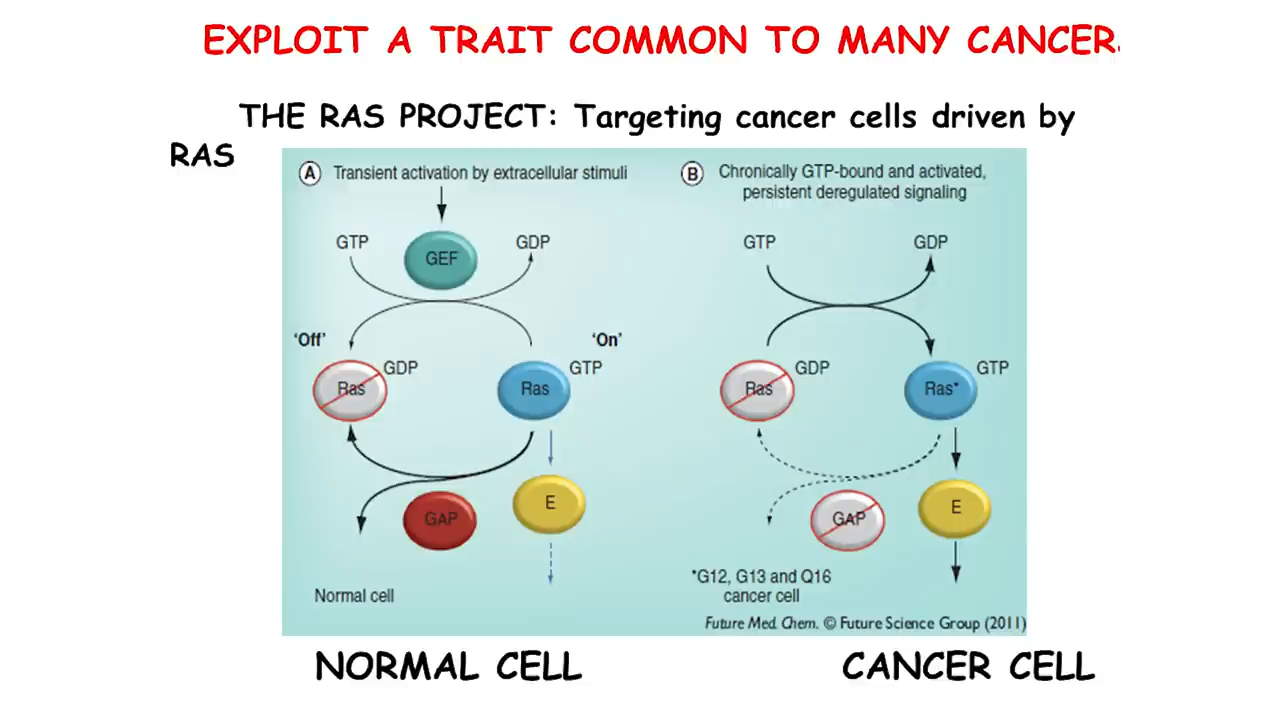 EXPLOIT A TRAIT COMMON TO MANY CANCER
THE RAS PROJECT: Targeting cancer cells driven by
RAS
A Transient activation by extracellular stimuli
GTP GEF GDP
'Off' 'On'
Ras GDP Ras GTP
GAP E
Normal cell
B Chronically GTP-bound and activated,
persistent deregulated signaling
GTP GDP
Ras GDP Ras* GTP
GAP E
*G12, G13 and Q16
cancer cell
Future Med. Chem. © Future Science Group (2011)
NORMAL CELL CANCER CELL